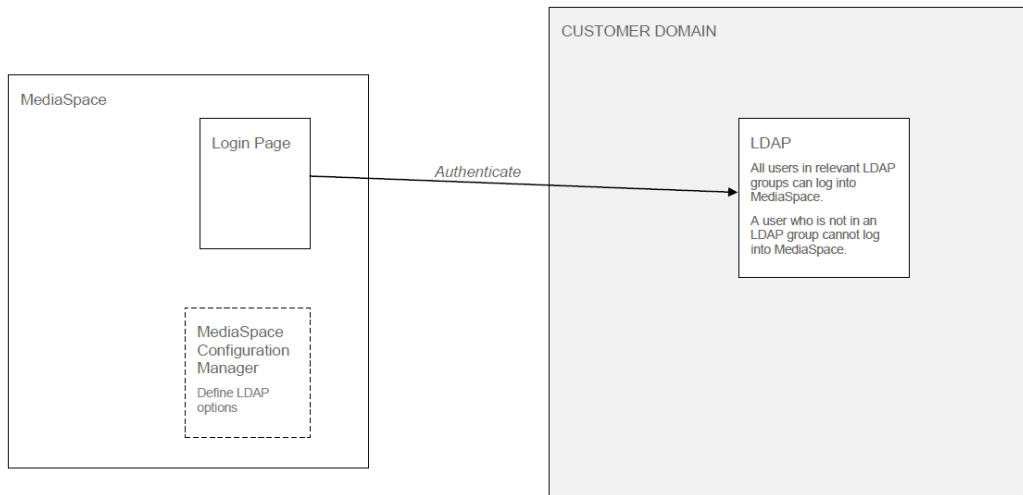 CUSTOMER DOMAIN
MediaSpace
Login Page
Authenticate
LDAP
All users in relevant LDAP
groups can log into
MediaSpace.
A user who is not in an
LDAP group cannot log
into MediaSpace.
MediaSpace
Configuration
Manager
Define LDAP
options